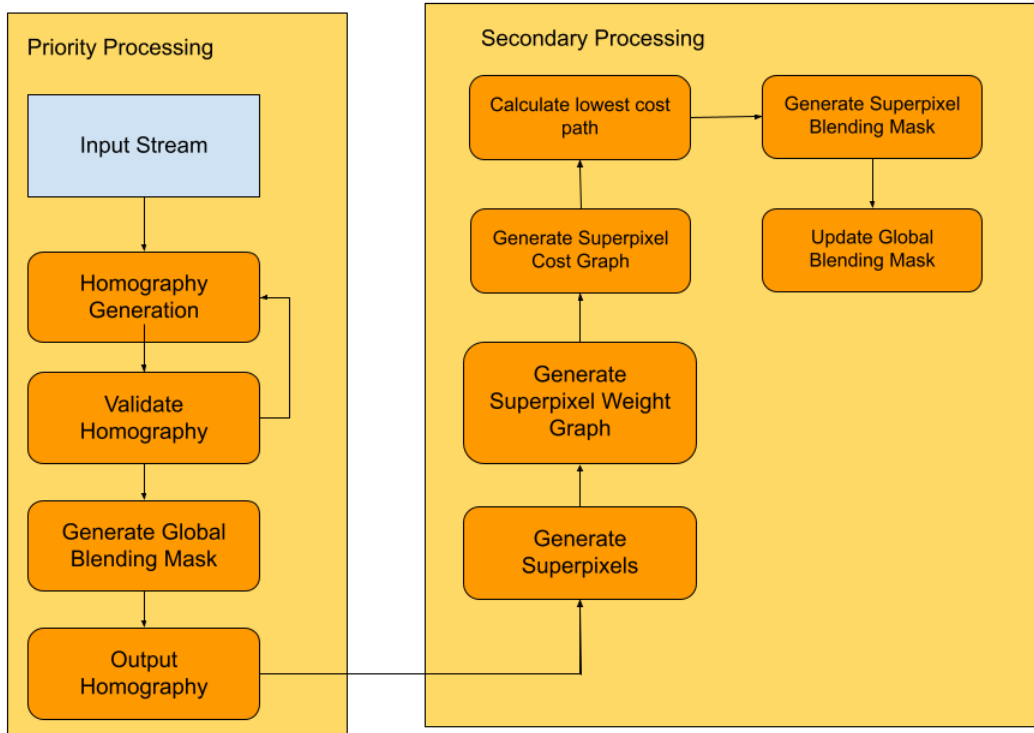 Priority Processing
Input Stream
Homography
Generation
Validate
Homography
Generate Global
Blending Mask
Output
Homography
Secondary Processing
Calculate lowest cost
path
Generate Superpixel
Blending Mask
Generate Superpixel
Cost Graph
Update Global
Blending Mask
Generate
Superpixel Weight
Graph
Generate
Superpixels